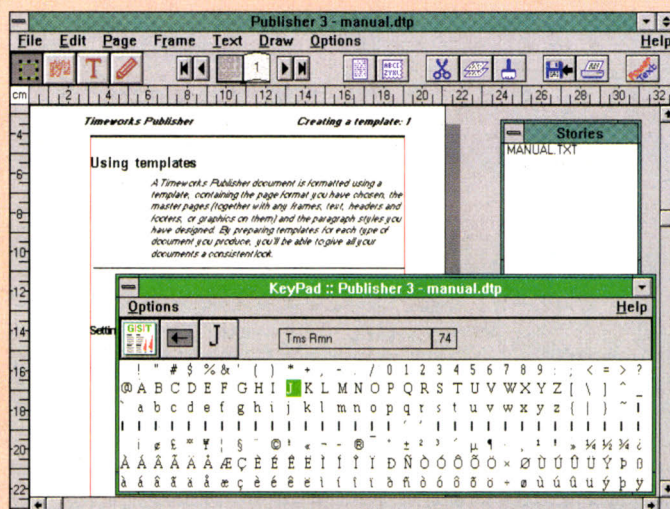 Publisher 3 - manual.dtp
File Edit Page Frame Text Draw Options Help
T 1
cm 2 4 6 8 10 12 14 16 18 20 22 24 26 28 30 32
Timeworks Publisher Creating a template: 1
Stories
MANUAL.TXT
Using templates
A Timeworks Publisher document is formatted using a
template, containing the page format you have chosen, the
master pages (together with any frames, text, headers and
footers, or graphics on them) and the paragraph styles you
have designed. By preparing templates for each type of
document you produce, you'll be able to give all your
documents a consistent look.
KeyPad :: Publisher 3 - manual.dtp
Options Help
Settin
J Tms Rmn 74
! " # $ % & ' ( ) * + , - . / 0 1 2 3 4 5 6 7 8 9 : ; < = > ?
@ A B C D E F G H I J K L M N O P Q R S T U V W X Y Z [ \ ] ^ _
` a b c d e f g h i j k l m n o p q r s t u v w x y z { | } ~
À Á Â Ã Ä Å Æ Ç È É Ê Ë Ì Í Î Ï Ð Ñ Ò Ó Ô Õ Ö × Ø Ù Ú Û Ü Ý Þ ß
à á â ã ä å æ ç è é ê ë ì í î ï ð ñ ò ó ô õ ö ÷ ø ù ú û ü ý þ ÿ